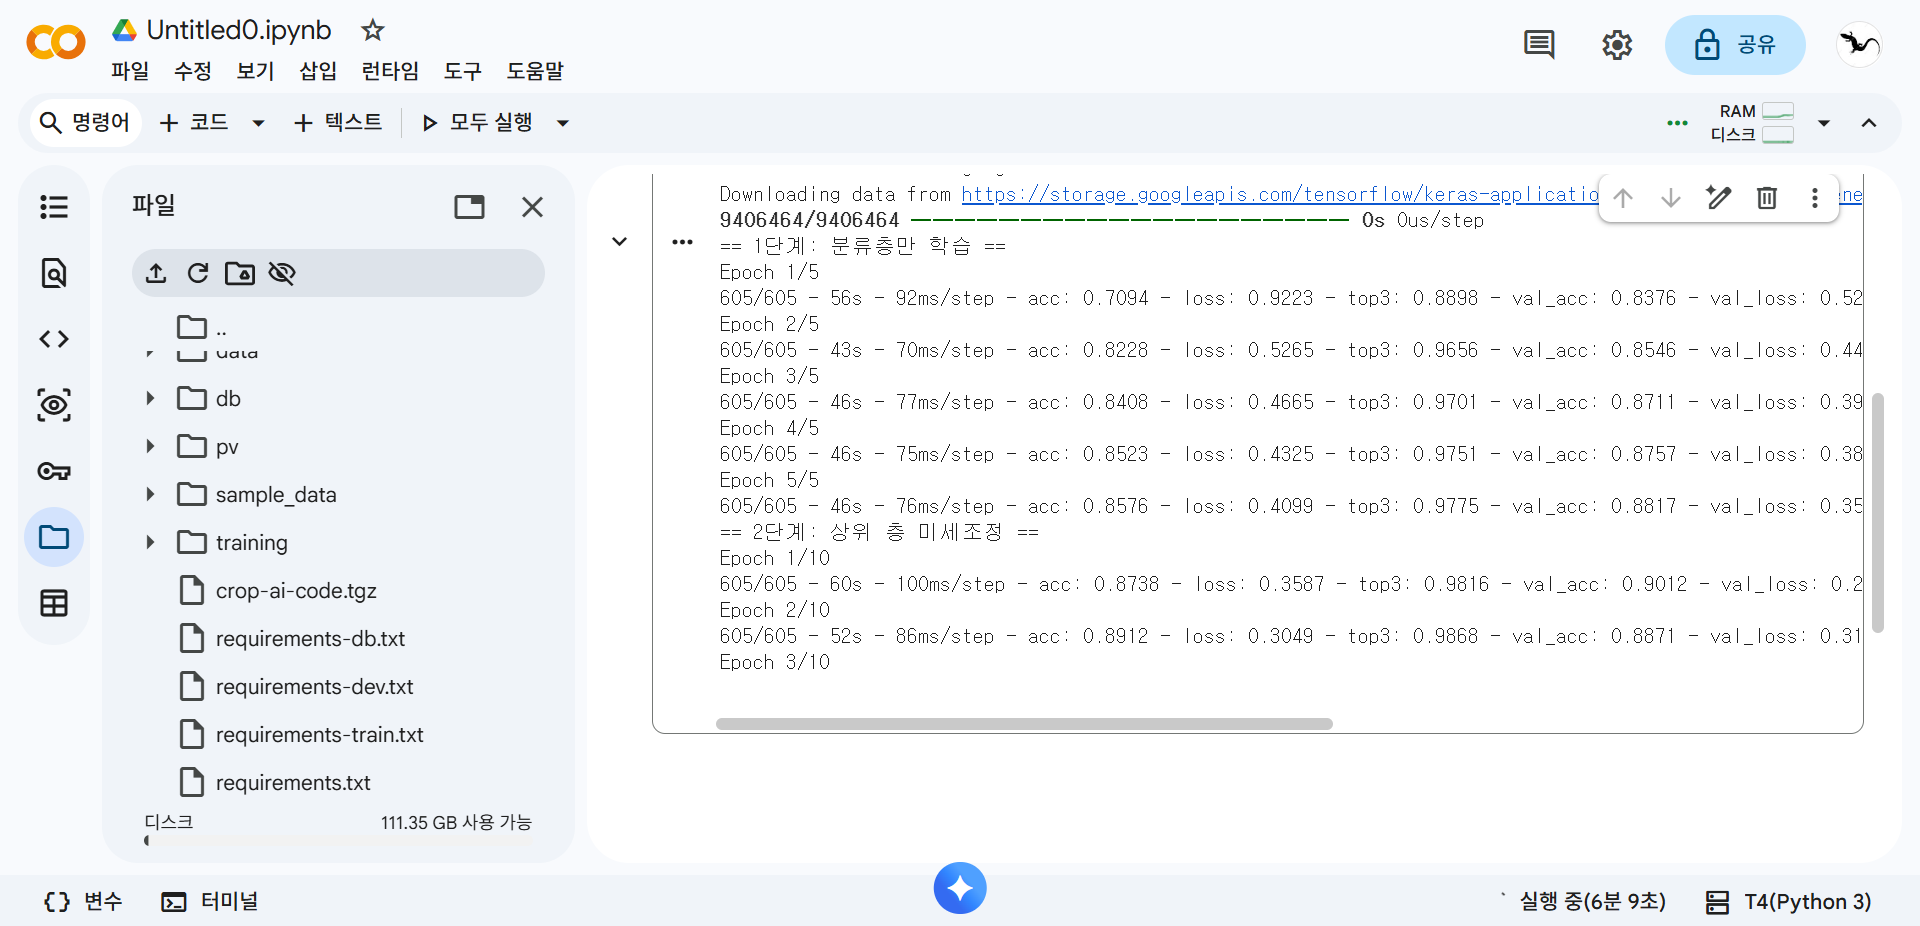 Untitled0.ipynb
파일 수정 보기 삽입 런타임 도구 도움말
공유
명령어 + 코드 + 텍스트 모두 실행
RAM
디스크
파일
..
data
db
pv
sample_data
training
crop-ai-code.tgz
requirements-db.txt
requirements-dev.txt
requirements-train.txt
requirements.txt
디스크 111.35 GB 사용 가능
Downloading data from https://storage.googleapis.com/tensorflow/keras-applicatio
9406464/9406464 ━━━━━━━━━━━━━━━━━━━━ 0s 0us/step
== 1단계: 분류층만 학습 ==
Epoch 1/5
605/605 - 56s - 92ms/step - acc: 0.7094 - loss: 0.9223 - top3: 0.8898 - val_acc: 0.8376 - val_loss: 0.52
Epoch 2/5
605/605 - 43s - 70ms/step - acc: 0.8228 - loss: 0.5265 - top3: 0.9656 - val_acc: 0.8546 - val_loss: 0.44
Epoch 3/5
605/605 - 46s - 77ms/step - acc: 0.8408 - loss: 0.4665 - top3: 0.9701 - val_acc: 0.8711 - val_loss: 0.39
Epoch 4/5
605/605 - 46s - 75ms/step - acc: 0.8523 - loss: 0.4325 - top3: 0.9751 - val_acc: 0.8757 - val_loss: 0.38
Epoch 5/5
605/605 - 46s - 76ms/step - acc: 0.8576 - loss: 0.4099 - top3: 0.9775 - val_acc: 0.8817 - val_loss: 0.35
== 2단계: 상위 층 미세조정 ==
Epoch 1/10
605/605 - 60s - 100ms/step - acc: 0.8738 - loss: 0.3587 - top3: 0.9816 - val_acc: 0.9012 - val_loss: 0.2
Epoch 2/10
605/605 - 52s - 86ms/step - acc: 0.8912 - loss: 0.3049 - top3: 0.9868 - val_acc: 0.8871 - val_loss: 0.31
Epoch 3/10
변수 터미널
실행 중(6분 9초) T4(Python 3)